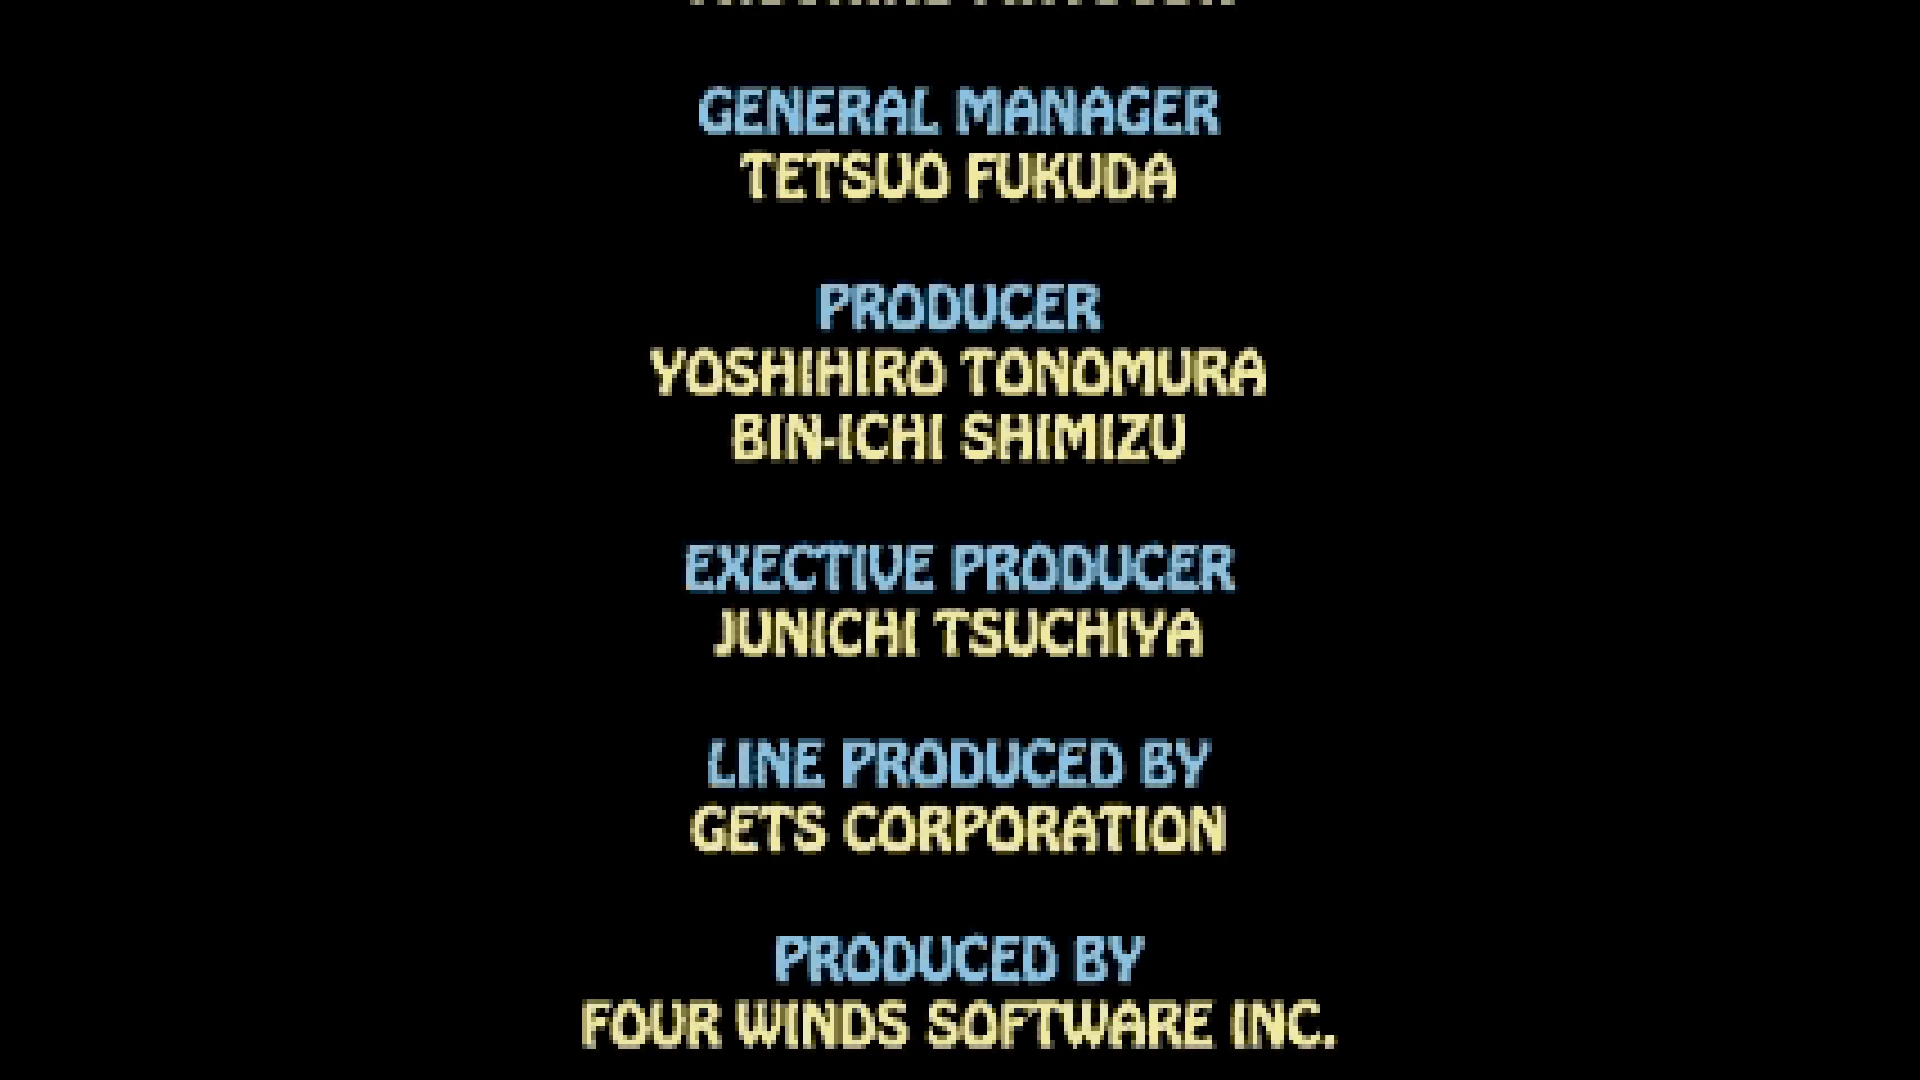 GENERAL MANAGER
TETSUO FUKUDA
PRODUCER
YOSHIHIRO TONOMURA
BIN-ICHI SHIMIZU
EXECTIVE PRODUCER
JUNICHI TSUCHIYA
LINE PRODUCED BY
GETS CORPORATION
PRODUCED BY
FOUR WINDS SOFTWARE INC.